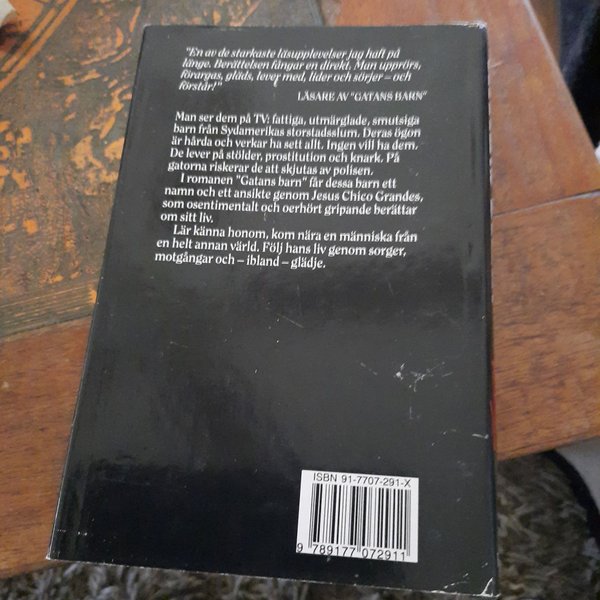 "En av de starkaste läsupplevelser jag haft på
länge. Berättelsen fångar en direkt. Man upprörs,
förargas, gläds, lever med, lider och sörjer – och
förstår!"
LÄSARE AV "GATANS BARN"
Man ser dem på TV: fattiga, utmärglade, smutsiga
barn från Sydamerikas storstadsslum. Deras ögon
är hårda och verkar ha sett allt. Ingen vill ha dem.
De lever på stölder, prostitution och knark. På
gatorna riskerar de att skjutas av polisen.
I romanen "Gatans barn" får dessa barn ett
namn och ett ansikte genom Jesus Chico Grandes,
som osentimentalt och oerhört gripande berättar
om sitt liv.
Lär känna honom, kom nära en människa från
en helt annan värld. Följ hans liv genom sorger,
motgångar och – ibland – glädje.
ISBN 91-7707-291-X
9 789177 072911